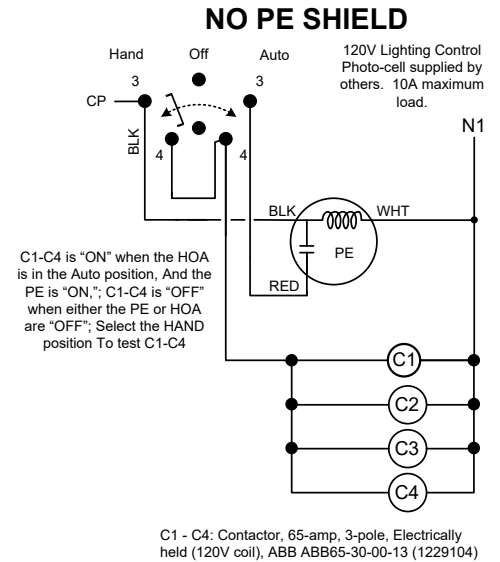 NO PE SHIELD
Hand
Off
Auto
120V Lighting Control
Photo-cell supplied by
others. 10A maximum
load.
3
3
CP
N1
BLK
4
4
BLK
WHT
PE
RED
C1-C4 is “ON” when the HOA
is in the Auto position, And the
PE is “ON,”; C1-C4 is “OFF”
when either the PE or HOA
are “OFF”; Select the HAND
position To test C1-C4
C1
C2
C3
C4
C1 - C4: Contactor, 65-amp, 3-pole, Electrically
held (120V coil), ABB ABB65-30-00-13 (1229104)